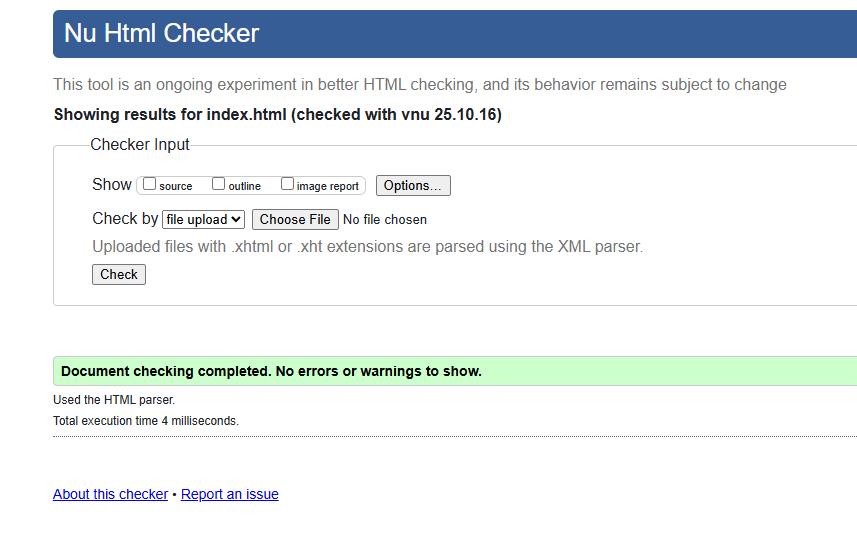 Nu Html Checker
This tool is an ongoing experiment in better HTML checking, and its behavior remains subject to change
Showing results for index.html (checked with vnu 25.10.16)
Checker Input
Show source outline image report Options...
Check by file upload Choose File No file chosen
Uploaded files with .xhtml or .xht extensions are parsed using the XML parser.
Check
Document checking completed. No errors or warnings to show.
Used the HTML parser.
Total execution time 4 milliseconds.
About this checker • Report an issue